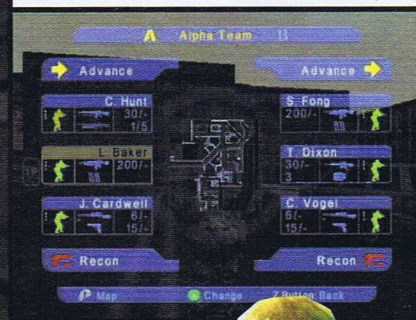 A Alpha Team B
Advance
Advance
C. Hunt
30/-
1/5
S. Fong
200/-
L. Baker
200/-
T. Dixon
30/-
3
J. Cardwell
6/-
15/-
C. Vogel
6/-
15/-
Recon
Recon
Map
Change
Z Button Back